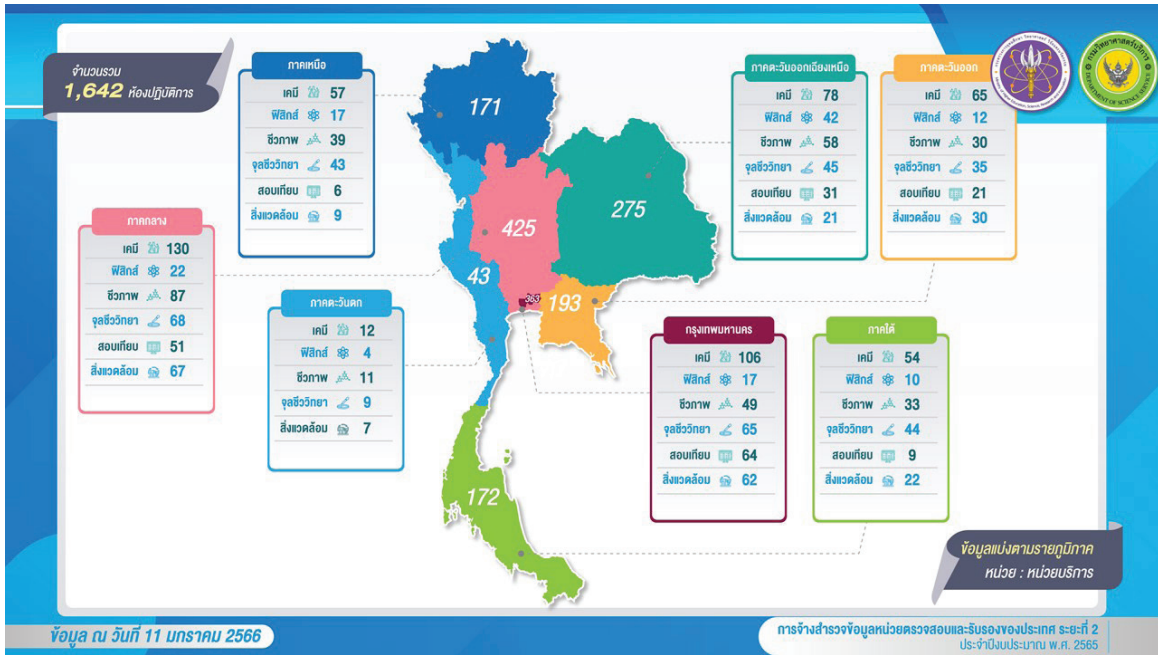 จำนวนรวม
1,642 ห้องปฏิบัติการ
ภาคเหนือ
เคมี 57
ฟิสิกส์ 17
ชีวภาพ 39
จุลชีววิทยา 43
สอบเทียบ 6
สิ่งแวดล้อม 9
ภาคตะวันออกเฉียงเหนือ
เคมี 78
ฟิสิกส์ 42
ชีวภาพ 58
จุลชีววิทยา 45
สอบเทียบ 31
สิ่งแวดล้อม 21
ภาคตะวันออก
เคมี 65
ฟิสิกส์ 12
ชีวภาพ 30
จุลชีววิทยา 35
สอบเทียบ 21
สิ่งแวดล้อม 30
กรมวิทยาศาสตร์บริการ
DEPARTMENT OF SCIENCE SERVICE
171
275
425
43
363
193
172
ภาคกลาง
เคมี 130
ฟิสิกส์ 22
ชีวภาพ 87
จุลชีววิทยา 68
สอบเทียบ 51
สิ่งแวดล้อม 67
ภาคตะวันตก
เคมี 12
ฟิสิกส์ 4
ชีวภาพ 11
จุลชีววิทยา 9
สิ่งแวดล้อม 7
กรุงเทพมหานคร
เคมี 106
ฟิสิกส์ 17
ชีวภาพ 49
จุลชีววิทยา 65
สอบเทียบ 64
สิ่งแวดล้อม 62
ภาคใต้
เคมี 54
ฟิสิกส์ 10
ชีวภาพ 33
จุลชีววิทยา 44
สอบเทียบ 9
สิ่งแวดล้อม 22
ข้อมูลแบ่งตามรายภูมิภาค
หน่วย : หน่วยบริการ
ข้อมูล ณ วันที่ 11 มกราคม 2566
การจ้างสำรวจข้อมูลหน่วยตรวจสอบและรับรองของประเทศ ระยะที่ 2
ประจำปีงบประมาณ พ.ศ. 2565